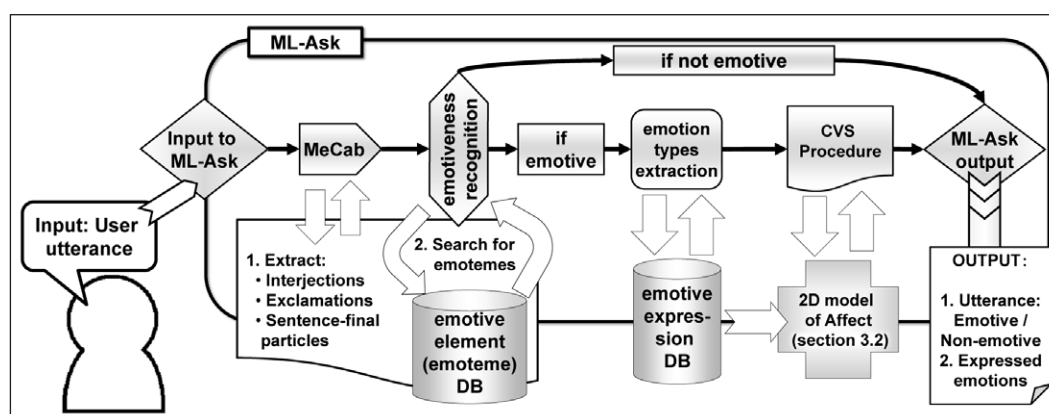 ML-Ask
if not emotive
Input to
ML-Ask
MeCab
emotiveness
recognition
if
emotive
emotion
types
extraction
CVS
Procedure
ML-Ask
output
Input: User
utterance
1. Extract:
• Interjections
• Exclamations
• Sentence-final
particles
2. Search for
emotemes
emotive
element
(emoteme)
DB
emotive
expres-
sion
DB
2D model
of Affect
(section 3.2)
OUTPUT:
1. Utterance:
Emotive /
Non-emotive
2. Expressed
emotions